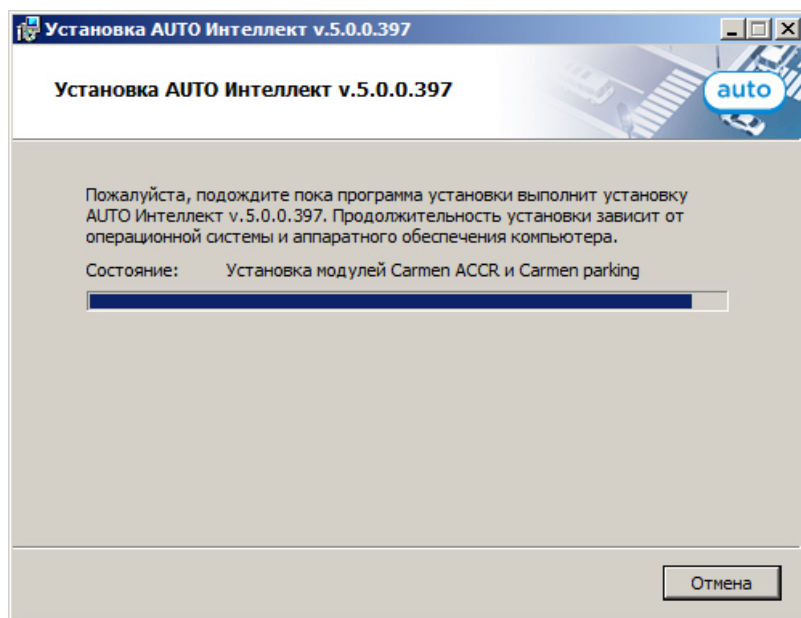 Установка AUTO Интеллект v.5.0.0.397
Установка AUTO Интеллект v.5.0.0.397
auto
Пожалуйста, подождите пока программа установки выполнит установку
AUTO Интеллект v.5.0.0.397. Продолжительность установки зависит от
операционной системы и аппаратного обеспечения компьютера.
Состояние: Установка модулей Carmen ACCR и Carmen parking
Отмена